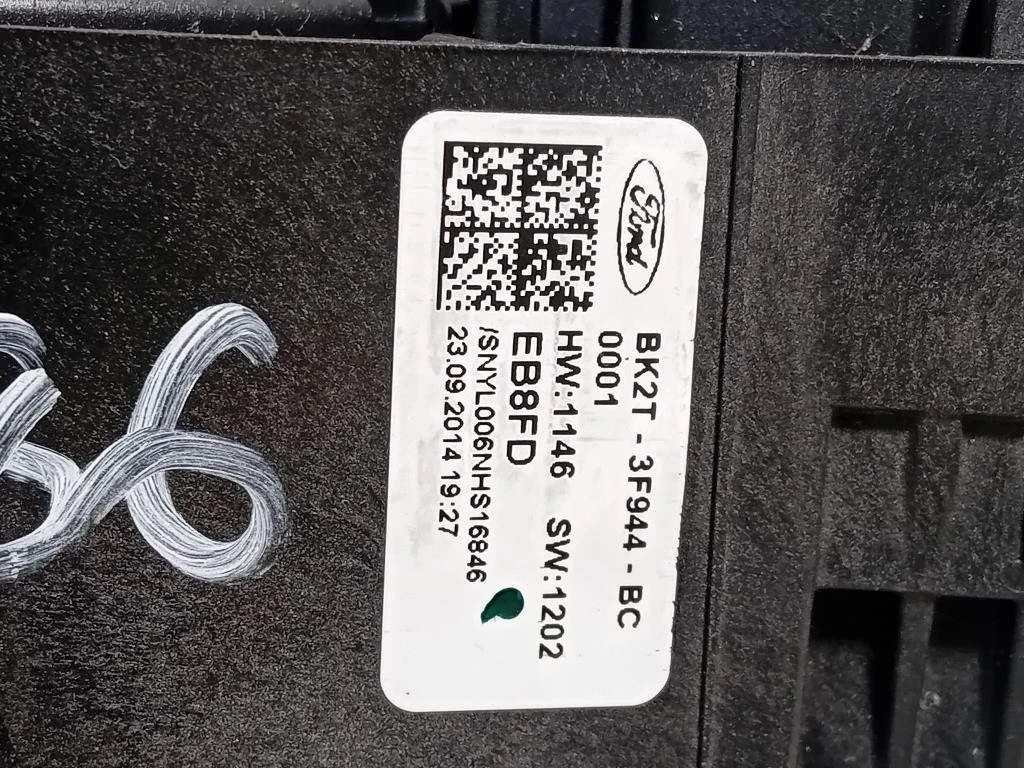 Ford
BK2T - 3F944 - BC
0001
HW:1146 SW:1202
EB8FD
/SNYL006NHS16846
23.09.2014 19:27